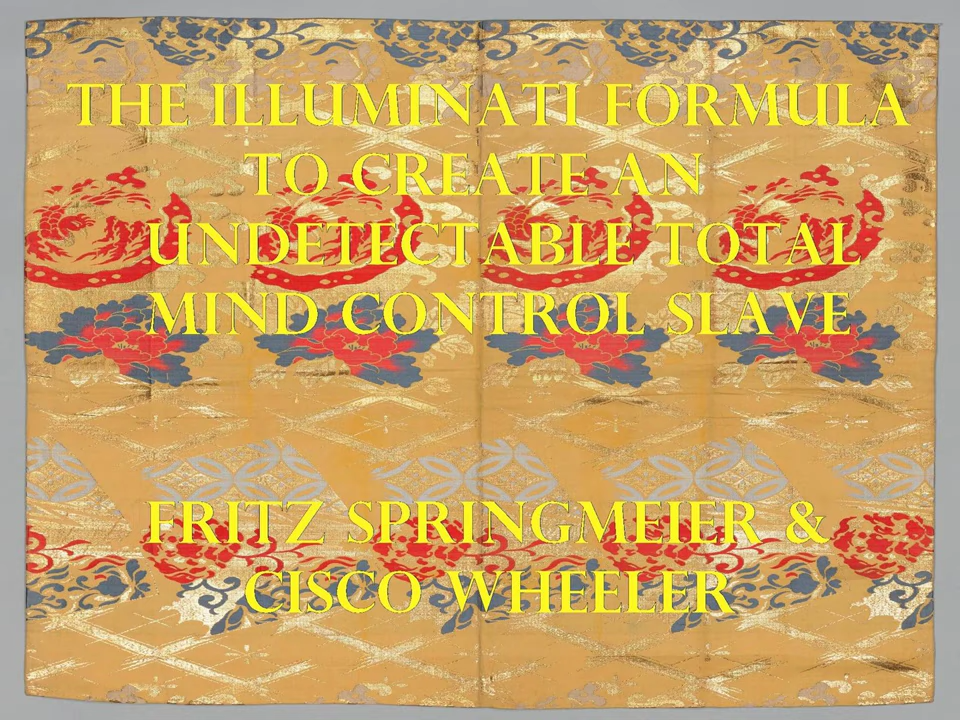 THE ILLUMINATI FORMULA
TO CREATE AN
UNDETECTABLE TOTAL
MIND CONTROL SLAVE
FRITZ SPRINGMEIER &
CISCO WHEELER